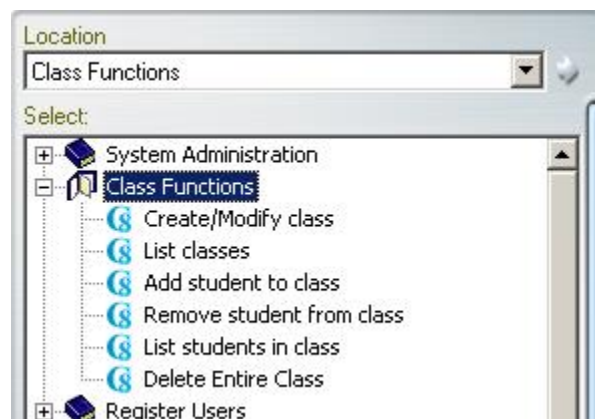 Location
Class Functions
Select:
System Administration
Class Functions
Create/Modify class
List classes
Add student to class
Remove student from class
List students in class
Delete Entire Class
Register Users